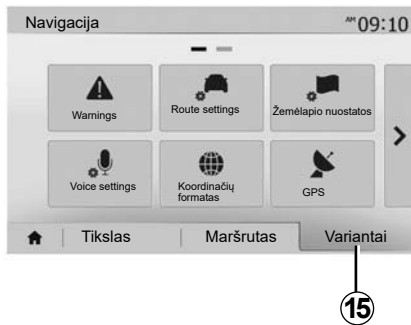 Navigacija
AM 09:10
Warnings
Route settings
Žemėlapio nuostatos
Voice settings
Koordinačių
formatas
GPS
Tikslas
Maršrutas
Variantai
15